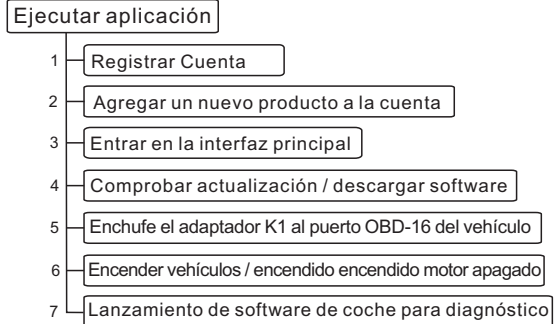 Ejecutar aplicación
1 Registrar Cuenta
2 Agregar un nuevo producto a la cuenta
3 Entrar en la interfaz principal
4 Comprobar actualización / descargar software
5 Enchufe el adaptador K1 al puerto OBD-16 del vehículo
6 Encender vehículos / encendido encendido motor apagado
7 Lanzamiento de software de coche para diagnóstico